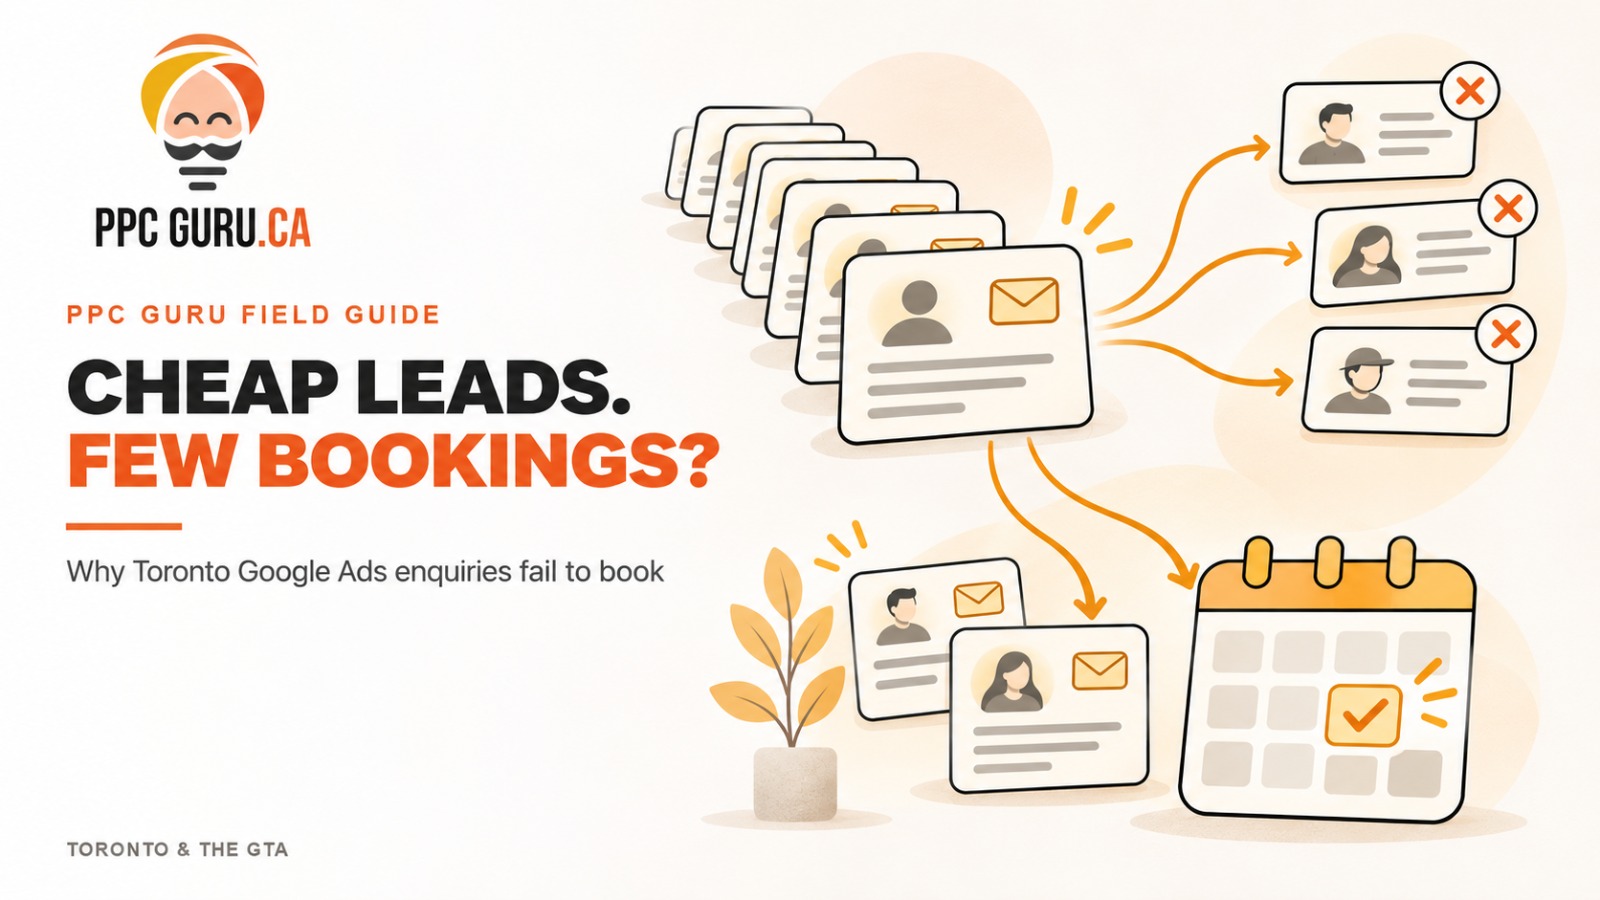 PPC GURU.CA
PPC GURU FIELD GUIDE
CHEAP LEADS.
FEW BOOKINGS?
Why Toronto Google Ads enquiries fail to book
TORONTO & THE GTA